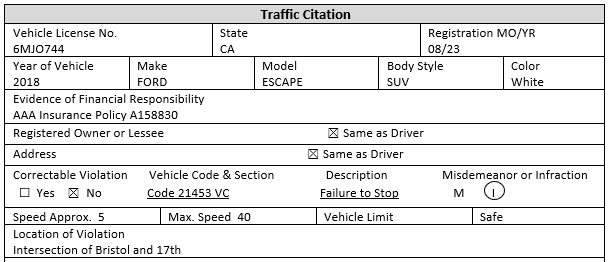 Traffic Citation
Vehicle License No. State Registration MO/YR
6MJO744 CA 08/23
Year of Vehicle Make Model Body Style Color
2018 FORD ESCAPE SUV White
Evidence of Financial Responsibility
AAA Insurance Policy A158830
Registered Owner or Lessee ☒ Same as Driver
Address ☒ Same as Driver
Correctable Violation Vehicle Code & Section Description Misdemeanor or Infraction
☐ Yes ☒ No Code 21453 VC Failure to Stop M I
Speed Approx. 5 Max. Speed 40 Vehicle Limit Safe
Location of Violation
Intersection of Bristol and 17th